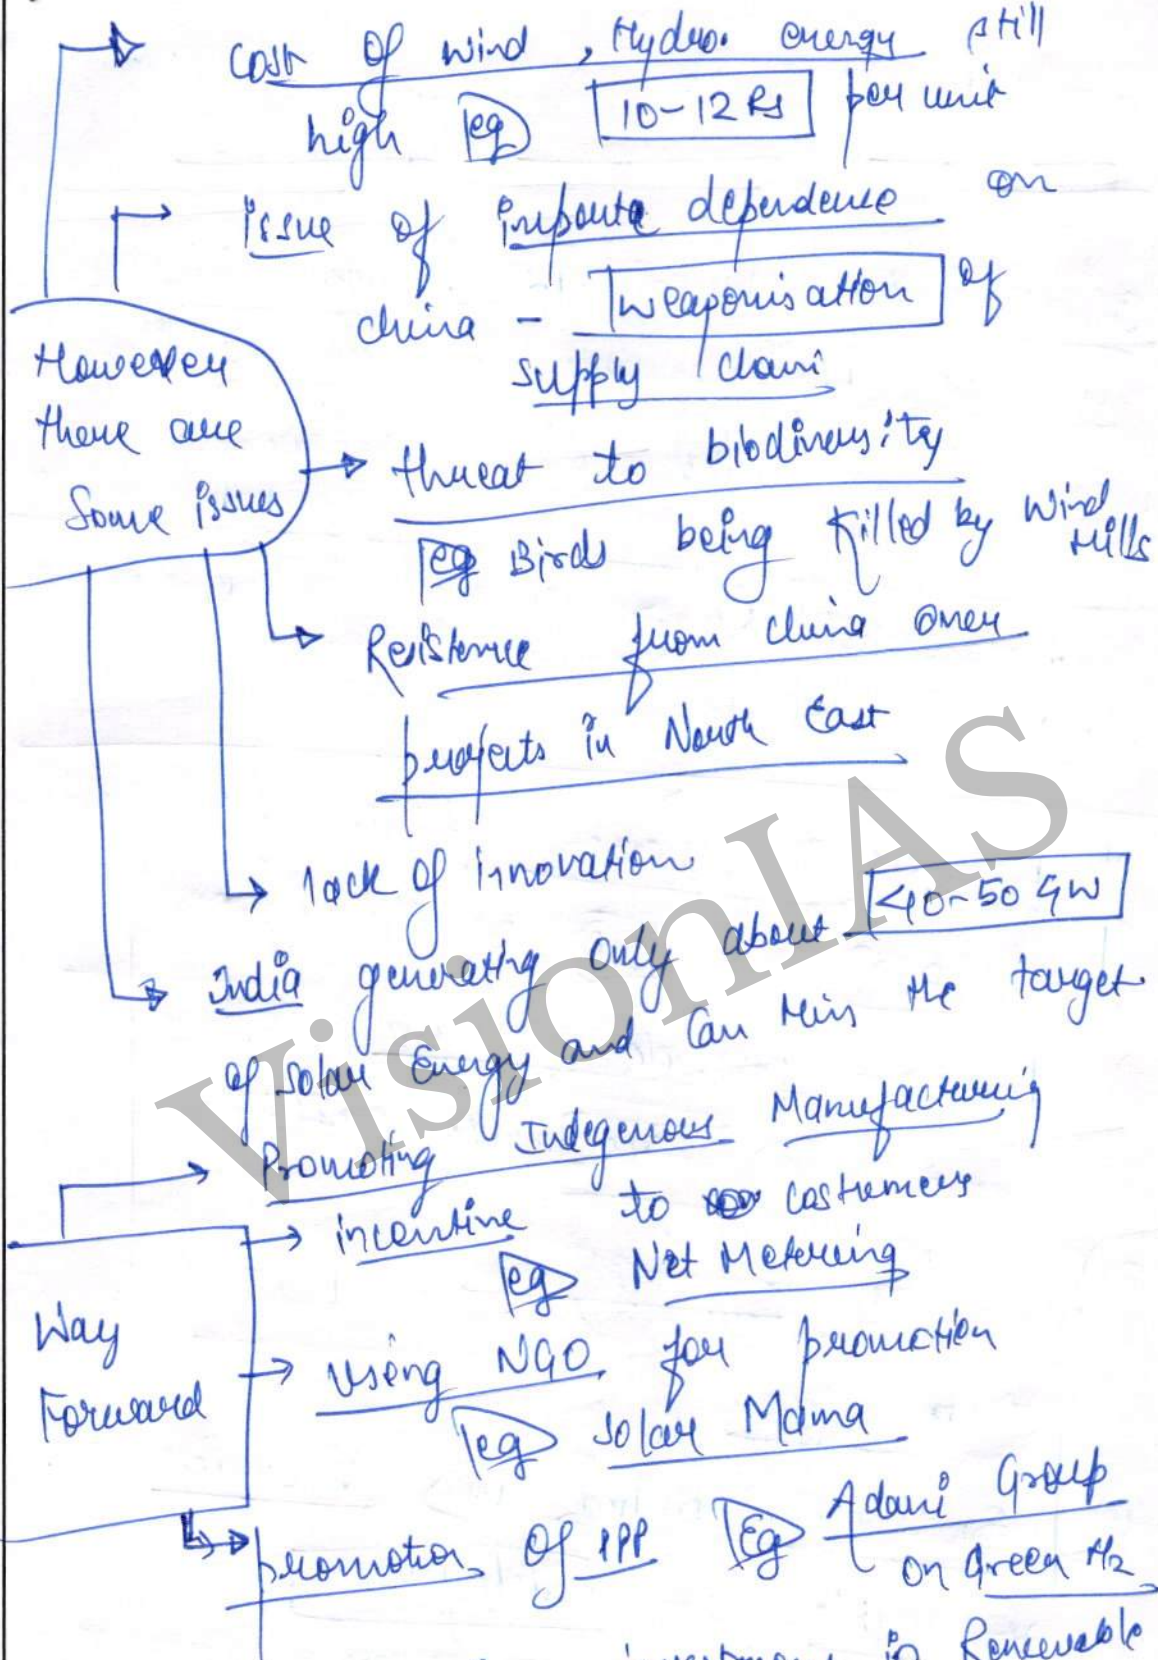 Cost of wind, Hydro. energy still
high eg 10-12 Rs per unit
issue of importe dependence on
china - weaponisation of
supply chain
However
there are
Some issues
threat to biodiversity
eg Birds being killed by Wind
Mills
Resistence from china over
projects in North East
lack of innovation
India generating only about 40-50 GW
of solar Energy and can miss the target
Promoting Indegenous Manufacturing
incentive to costremers
eg Net Metering
Way
Forward
using NGO for promotion
eg solar Mama
promotion of PPP Eg Adani Group
on Green H2
in Renewable
VisionIAS